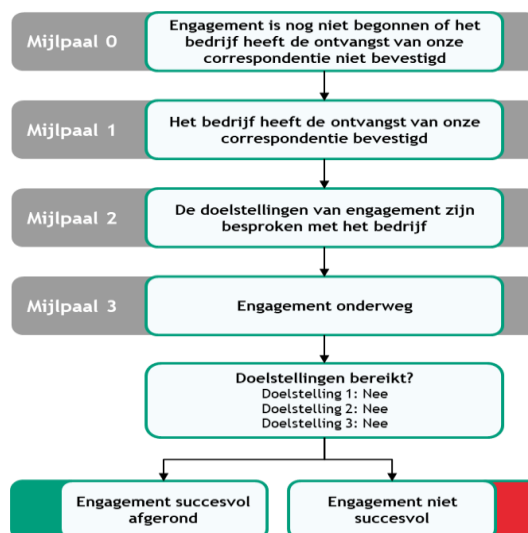 Mijlpaal 0
Engagement is nog niet begonnen of het
bedrijf heeft de ontvangst van onze
correspondentie niet bevestigd
Mijlpaal 1
Het bedrijf heeft de ontvangst van onze
correspondentie bevestigd
Mijlpaal 2
De doelstellingen van engagement zijn
besproken met het bedrijf
Mijlpaal 3
Engagement onderweg
Doelstellingen bereikt?
Doelstelling 1: Nee
Doelstelling 2: Nee
Doelstelling 3: Nee
Engagement succesvol
afgerond
Engagement niet
succesvol